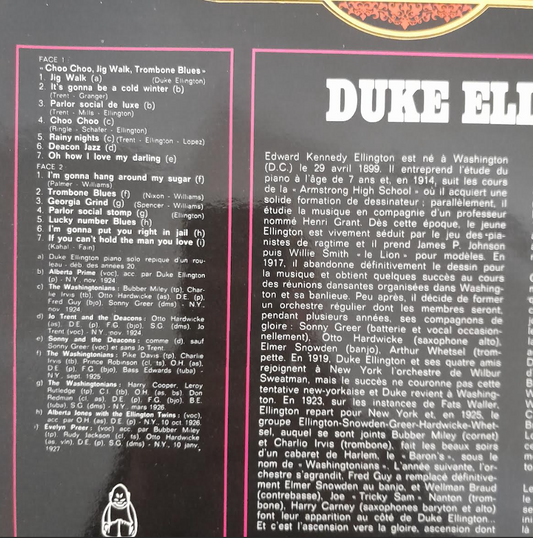 FACE 1 :
« Choo Choo, Jig Walk, Trombone Blues »
1. Jig Walk (a) (Duke Ellington)
2. It's gonna be a cold winter (b)
(Trent - Granger)
3. Parlor social de luxe (b)
(Trent - Mills - Ellington)
4. Choo Choo (c)
(Ringle - Schafer - Ellington)
5. Rainy nights (c) (Trent - Ellington - Lopez)
6. Deacon Jazz (d)
7. Oh how I love my darling (e)
FACE 2 :
1. I'm gonna hang around my sugar (f)
(Palmer - Williams)
2. Trombone Blues (f) (Nixon - Williams)
3. Georgia Grind (g) (Spencer - Williams)
4. Parlor social stomp (g) (Ellington)
5. Lucky number Blues (h)
6. I'm gonna put you right in jail (h)
7. If you can't hold the man you love (i)
(Kahal - Fain)
a) Duke Ellington piano solo repiqué d'un rou-
leau - déb. des années 20.
b) Alberta Prime (voc) acc. par Duke Ellington
(p) - N.Y. nov. 1924
c) The Washingtonians : Bubber Miley (tp), Char-
lie Irvis (tb), Otto Hardwicke (as), D.E. (p),
Fred Guy (bjo), Sonny Greer (dms) - N.Y.
nov. 1924
d) Jo Trent and the Deacons : Otto Hardwicke
(as), D.E. (p), F.G. (bjo), S.G. (dms), Jo
Trent (voc) - N.Y. nov. 1924
e) Sonny and the Deacons : comme (d), sauf
Sonny Greer (voc) et sans Jo Trent.
f) The Washingtonians : Pike Davis (tp), Charlie
Irvis (tb), Prince Robinson (cl, ts), O.H. (as),
D.E. (p), F.G. (bjo), Bass Edwards (tuba) -
N.Y. sept. 1925
g) The Washingtonians : Harry Cooper, Leroy
Rutledge (tp), C.I. (tb), O.H. (as, bs), Don
Redman (cl, as), D.E. (p), F.G. (bjo), B.E.
(tuba), S.G. (dms) - N.Y. mars 1926.
h) Alberta Jones with the Ellington Twins : (voc),
acc. par O.H. (as), D.E. (p) - N.Y. 10 oct. 1926
i) Evelyn Preer : (voc) acc. par Bubber Miley
(tp), Rudy Jackson (cl, ts), Otto Hardwicke
(as, vln), D.E. (p), S.G. (dms) - N.Y. 10 janv.
1927
DUKE ELL
Edward Kennedy Ellington est né à Washington
(D.C.) le 29 avril 1899. Il entreprend l'étude du
piano à l'âge de 7 ans et, en 1914, suit les cours
de la « Armstrong High School » où il acquiert une
solide formation de dessinateur ; parallèlement, il
étudie la musique en compagnie d'un professeur
nommé Henri Grant. Dès cette époque, le jeune
Ellington est vivement séduit par le jeu des pia-
nistes de ragtime et il prend James P. Johnson
puis Willie Smith « le Lion » pour modèles. En
1917, il abandonne définitivement le dessin pour
la musique et obtient quelques succès au cours
des réunions dansantes organisées dans Washing-
ton et sa banlieue. Peu après, il décide de former
un orchestre régulier dont les membres seront,
pendant plusieurs années, ses compagnons de
gloire : Sonny Greer (batterie et vocal occasion-
nellement), Otto Hardwicke (saxophone alto),
Elmer Snowden (banjo), Arthur Whetsel (trom-
pette. En 1919, Duke Ellington et ses quatre amis
rejoignent à New York l'orchestre de Wilbur
Sweatman, mais le succès ne couronne pas cette
tentative new-yorkaise et Duke revient à Washing-
ton. En 1923, sur les instances de Fats Waller,
Ellington repart pour New York et, en 1925, le
groupe Ellington-Snowden-Greer-Hardwicke-Whet-
sel, auquel se sont joints Bubber Miley (cornet)
et Charlie Irvis (trombone), fait les beaux soirs
d'un cabaret de Harlem, le « Baron's », sous le
nom de « Washingtonians ». L'année suivante, l'or-
chestre s'agrandit. Fred Guy a remplacé définitive-
ment Elmer Snowden au banjo, et Wellman Braud
(contrebasse), Joe « Tricky Sam » Nanton (trom-
bone), Harry Carney (saxophones baryton et alto)
font leur apparition au côté de Duke Ellington...
Et c'est l'ascension vers la gloire, ascension dont